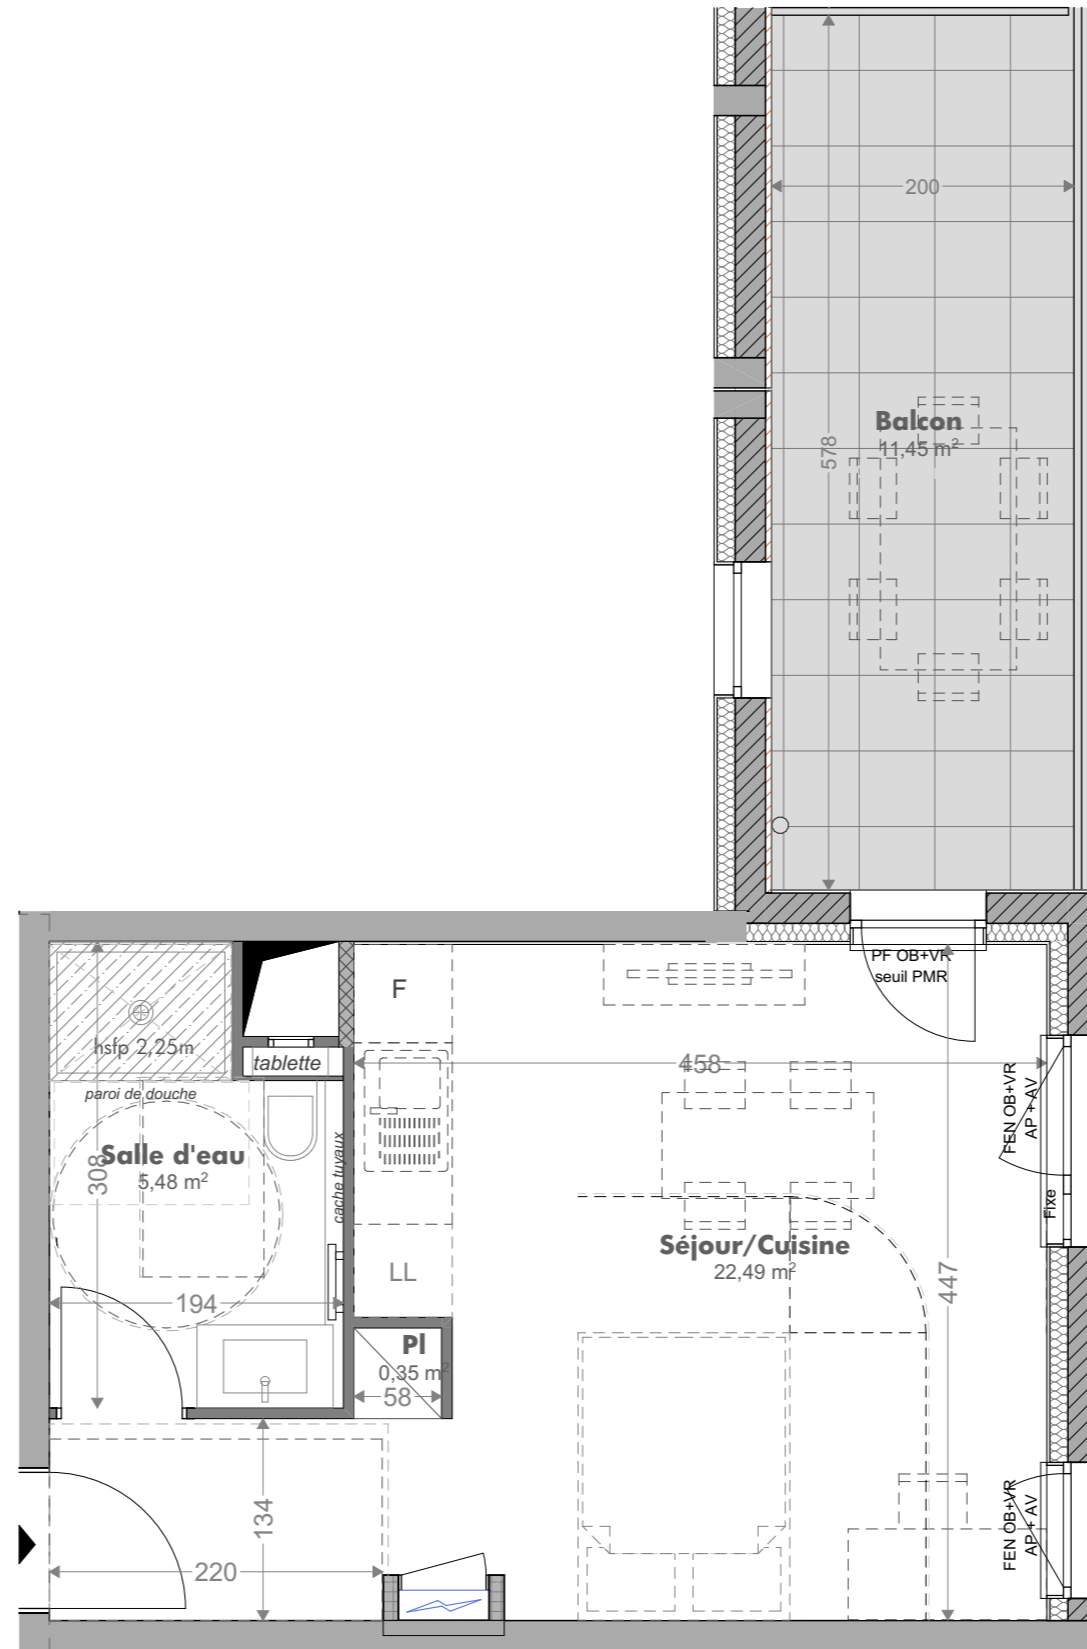 200
Balcon
11,45 m²
578
F
PF OB+VR
seuil PMR
hsfp 2,25m
tablette
458
paroi de douche
FEN OB+VR
AP + AV
Salle d'eau
5,48 m²
308
cache tuyaux
Fixe
Séjour/Cuisine
22,49 m²
LL
447
194
Pl
0,35 m²
58
134
220
FEN OB+VR
AP + AV